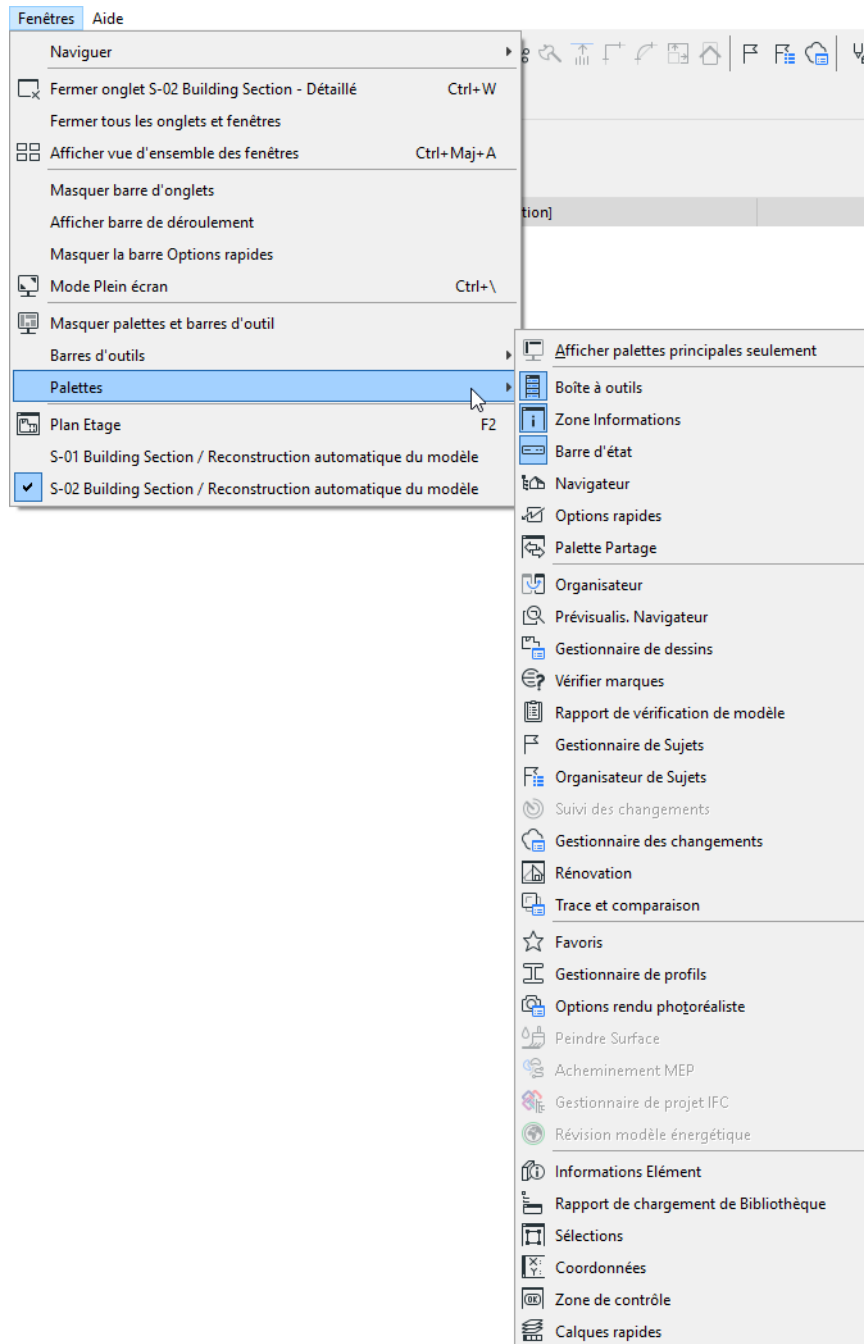 Fenêtres Aide
Naviguer
Fermer onglet S-02 Building Section - Détaillé Ctrl+W
Fermer tous les onglets et fenêtres
Afficher vue d'ensemble des fenêtres Ctrl+Maj+A
Masquer barre d'onglets
Afficher barre de déroulement
tion]
Masquer la barre Options rapides
Mode Plein écran Ctrl+\
Masquer palettes et barres d'outil
Barres d'outils
Palettes
Plan Etage F2
S-01 Building Section / Reconstruction automatique du modèle
S-02 Building Section / Reconstruction automatique du modèle
Afficher palettes principales seulement
Boîte à outils
Zone Informations
Barre d'état
Navigateur
Options rapides
Palette Partage
Organisateur
Prévisualis. Navigateur
Gestionnaire de dessins
Vérifier marques
Rapport de vérification de modèle
Gestionnaire de Sujets
Organisateur de Sujets
Suivi des changements
Gestionnaire des changements
Rénovation
Trace et comparaison
Favoris
Gestionnaire de profils
Options rendu photoréaliste
Peindre Surface
Acheminement MEP
Gestionnaire de projet IFC
Révision modèle énergétique
Informations Elément
Rapport de chargement de Bibliothèque
Sélections
Coordonnées
Zone de contrôle
Calques rapides